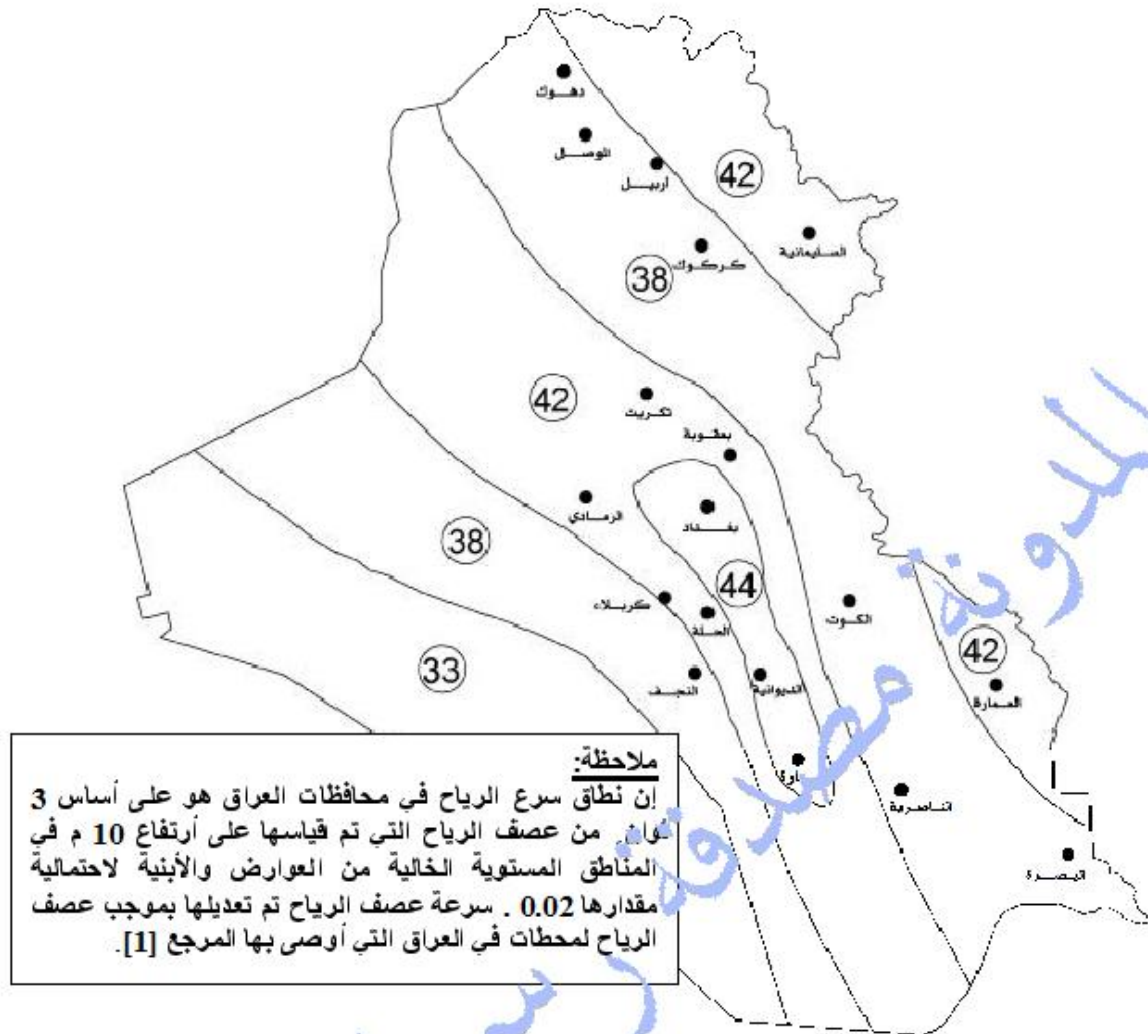 دهوك
الموصل
أربيل
42
السليمانية
كركوك
38
42
تكريت
بعقوبة
الرمادي
بغداد
38
44
كربلاء
الحلة
الكوت
42
33
النجف
الديوانية
العمارة
الناصرية
البصرة
ملاحظة:
إن نطاق سرع الرياح في محافظات العراق هو على أساس 3
ثوان من عصف الرياح التي تم قياسها على أرتفاع 10 م في
المناطق المستوية الخالية من العوارض والأبنية لاحتمالية
مقدارها 0.02 . سرعة عصف الرياح تم تعديلها بموجب عصف
الرياح لمحطات في العراق التي أوصى بها المرجع [1].
المدونة
مصدقة